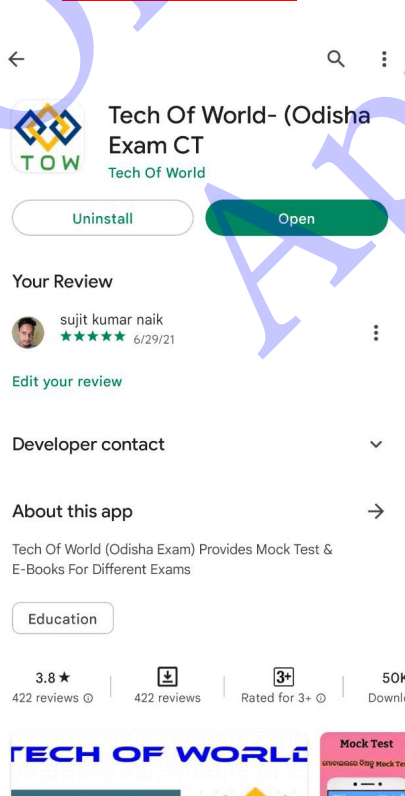 TOW
Tech Of World- (Odisha
Exam CT
Tech Of World
Uninstall
Open
Your Review
sujit kumar naik
★★★★★ 6/29/21
Edit your review
Developer contact
About this app
Tech Of World (Odisha Exam) Provides Mock Test &
E-Books For Different Exams
Education
3.8★
422 reviews
422 reviews
3+
Rated for 3+
50K
Downl
TECH OF WORLD
Mock Test
Mock Tes